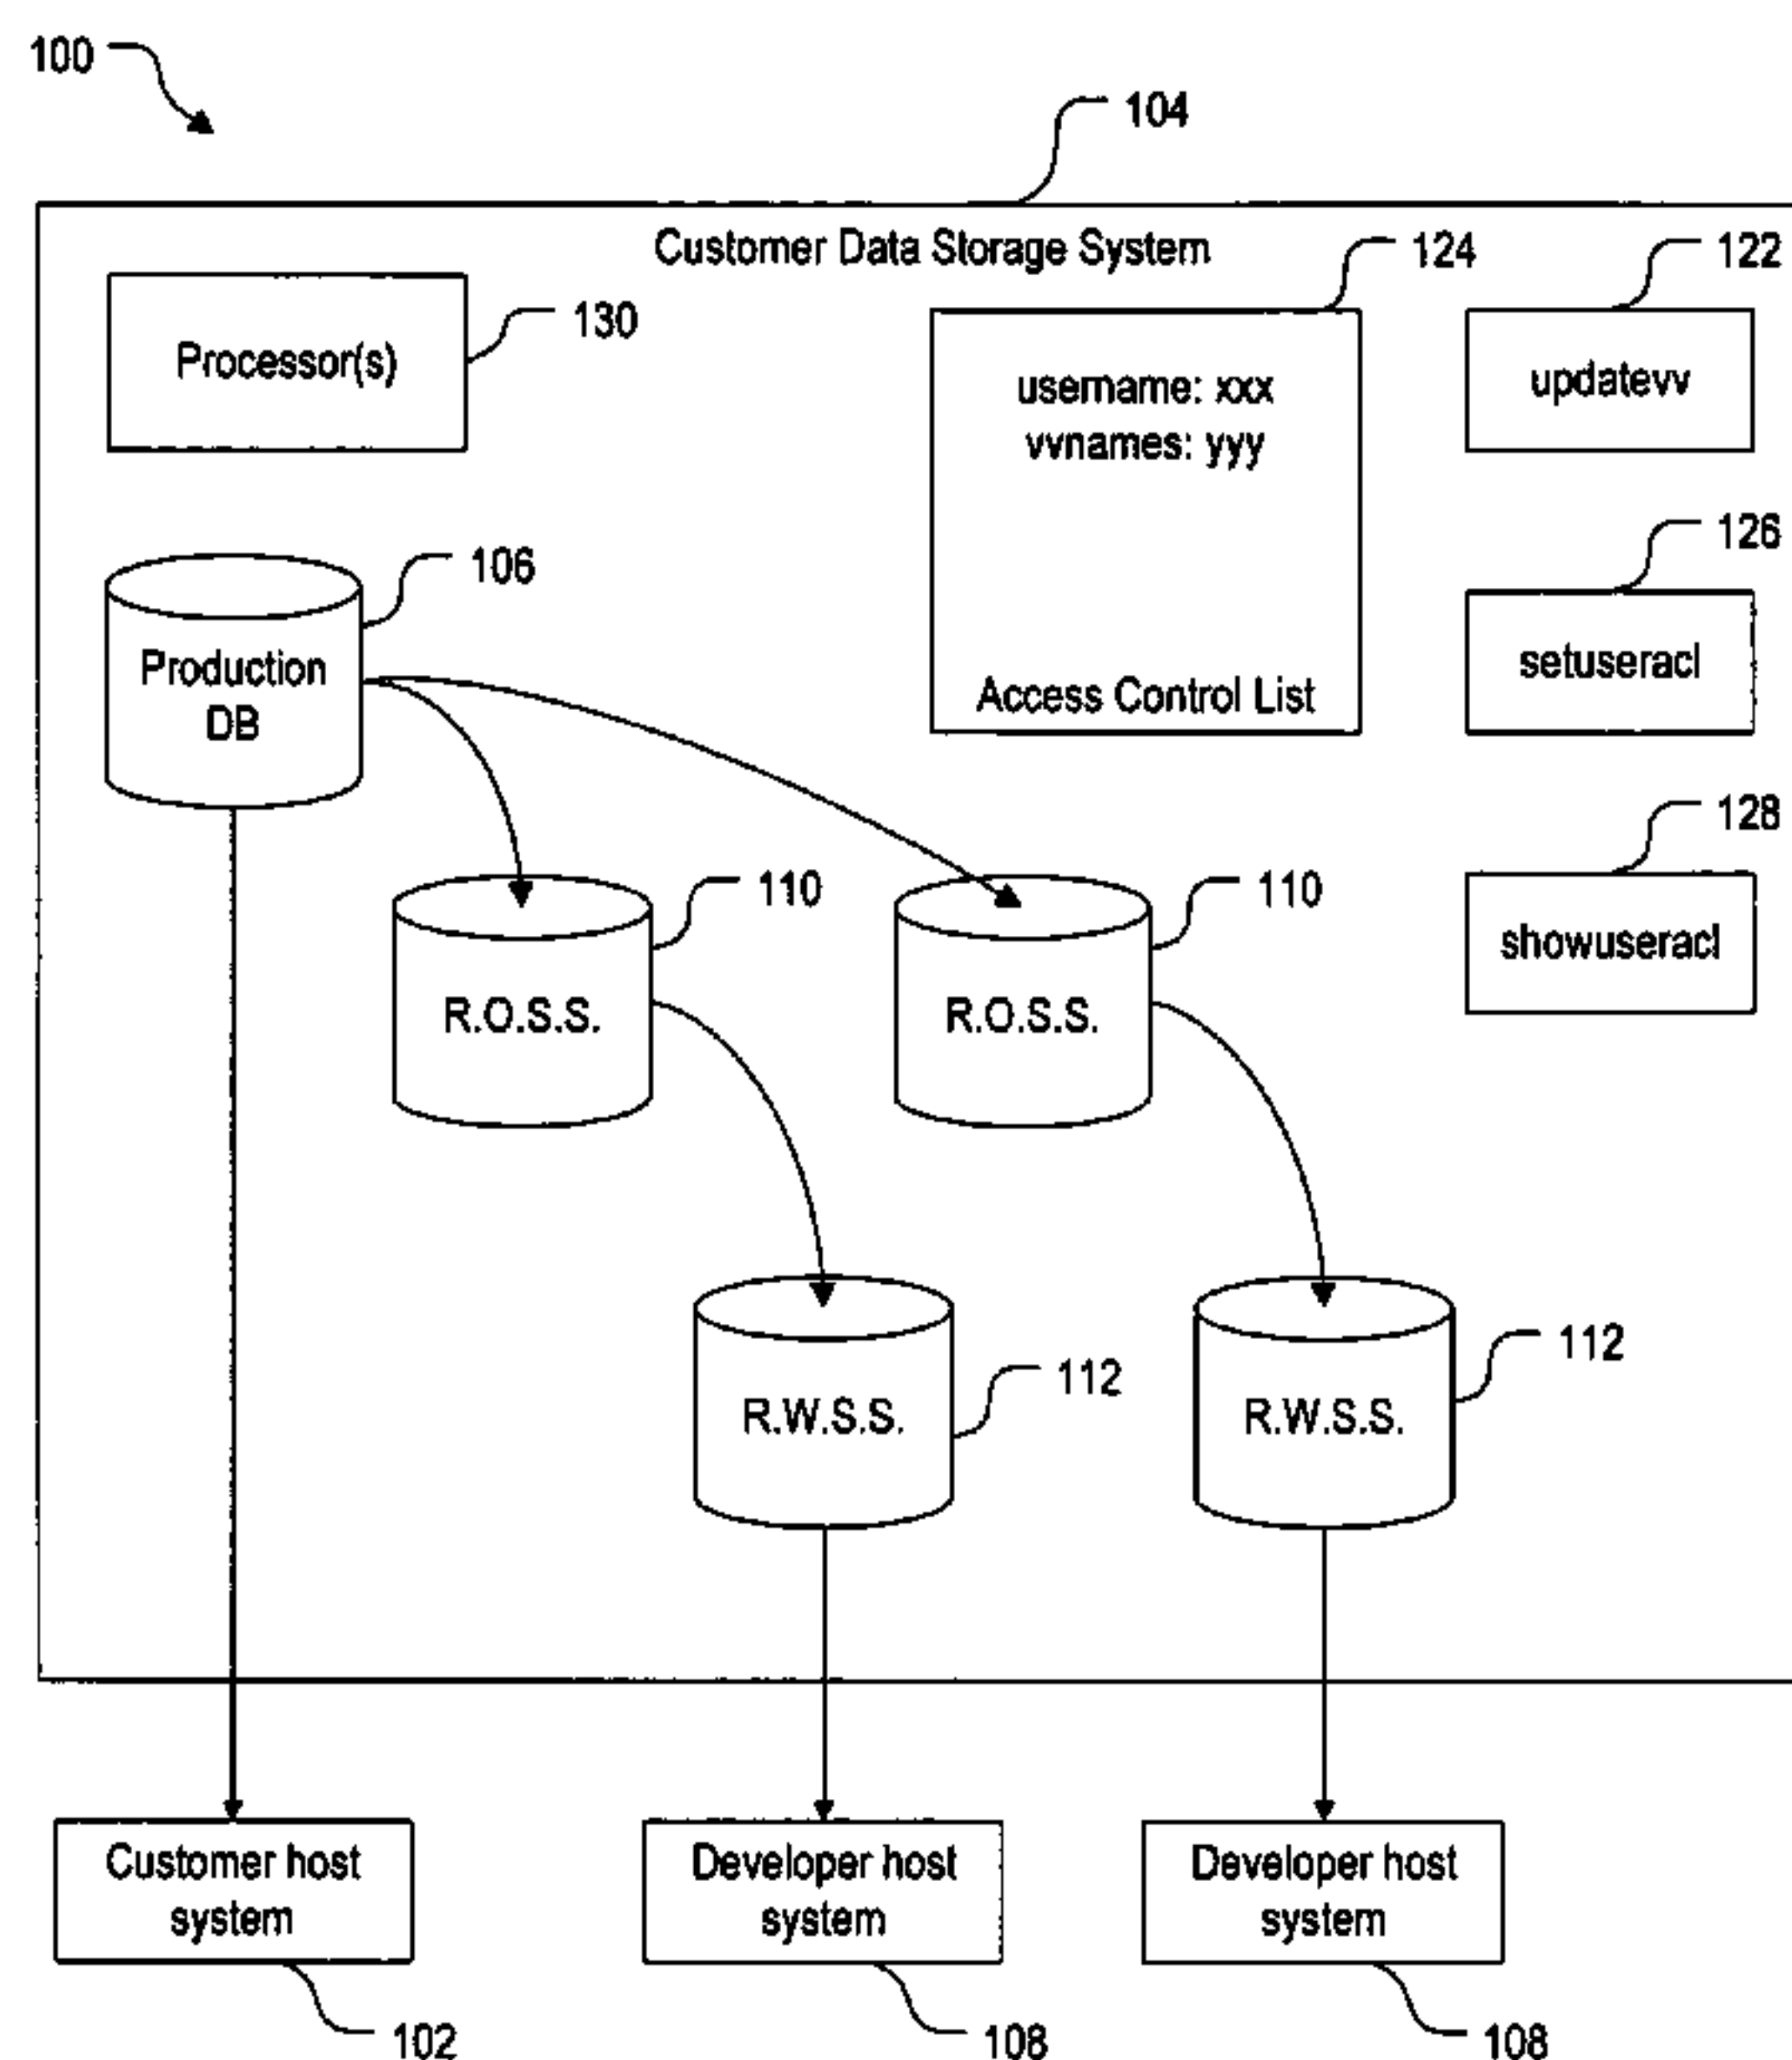 100
104
Customer Data Storage System
124
122
130
Processor(s)
username: xxx
vvnames: yyy
updatevv
126
106
Production
DB
setuseracl
Access Control List
128
110
110
showuseracl
R.O.S.S.
R.O.S.S.
112
112
R.W.S.S.
R.W.S.S.
Customer host
system
Developer host
system
Developer host
system
102
108
108